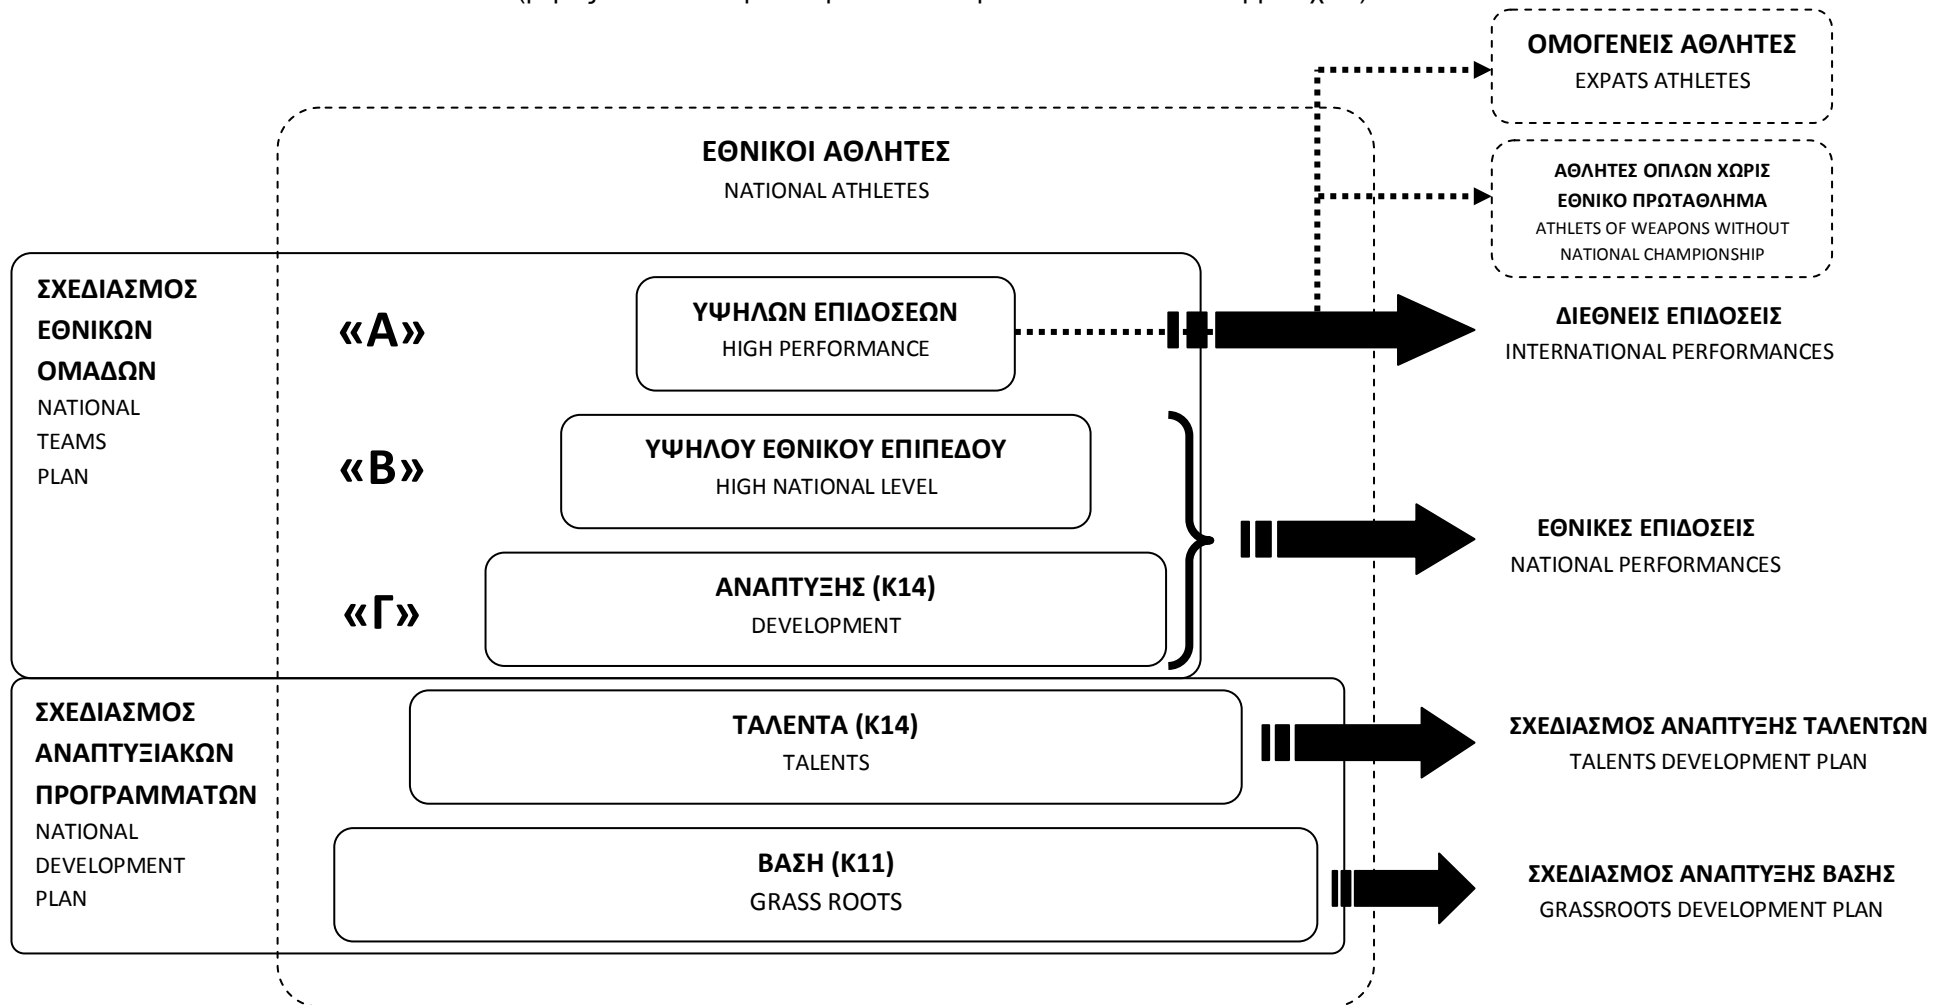 ΟΜΟΓΕΝΕΙΣ ΑΘΛΗΤΕΣ
EXPATS ATHLETES
ΑΘΛΗΤΕΣ ΟΠΛΩΝ ΧΩΡΙΣ
ΕΘΝΙΚΟ ΠΡΩΤΑΘΛΗΜΑ
ATHLETS OF WEAPONS WITHOUT
NATIONAL CHAMPIONSHIP
ΕΘΝΙΚΟΙ ΑΘΛΗΤΕΣ
NATIONAL ATHLETES
ΣΧΕΔΙΑΣΜΟΣ
ΕΘΝΙΚΩΝ
ΟΜΑΔΩΝ
NATIONAL
TEAMS
PLAN
«Α»
ΥΨΗΛΩΝ ΕΠΙΔΟΣΕΩΝ
HIGH PERFORMANCE
ΔΙΕΘΝΕΙΣ ΕΠΙΔΟΣΕΙΣ
INTERNATIONAL PERFORMANCES
«Β»
ΥΨΗΛΟΥ ΕΘΝΙΚΟΥ ΕΠΙΠΕΔΟΥ
HIGH NATIONAL LEVEL
«Γ»
ΑΝΑΠΤΥΞΗΣ (Κ14)
DEVELOPMENT
ΕΘΝΙΚΕΣ ΕΠΙΔΟΣΕΙΣ
NATIONAL PERFORMANCES
ΣΧΕΔΙΑΣΜΟΣ
ΑΝΑΠΤΥΞΙΑΚΩΝ
ΠΡΟΓΡΑΜΜΑΤΩΝ
NATIONAL
DEVELOPMENT
PLAN
ΤΑΛΕΝΤΑ (Κ14)
TALENTS
ΣΧΕΔΙΑΣΜΟΣ ΑΝΑΠΤΥΞΗΣ ΤΑΛΕΝΤΩΝ
TALENTS DEVELOPMENT PLAN
ΒΑΣΗ (Κ11)
GRASS ROOTS
ΣΧΕΔΙΑΣΜΟΣ ΑΝΑΠΤΥΞΗΣ ΒΑΣΗΣ
GRASSROOTS DEVELOPMENT PLAN